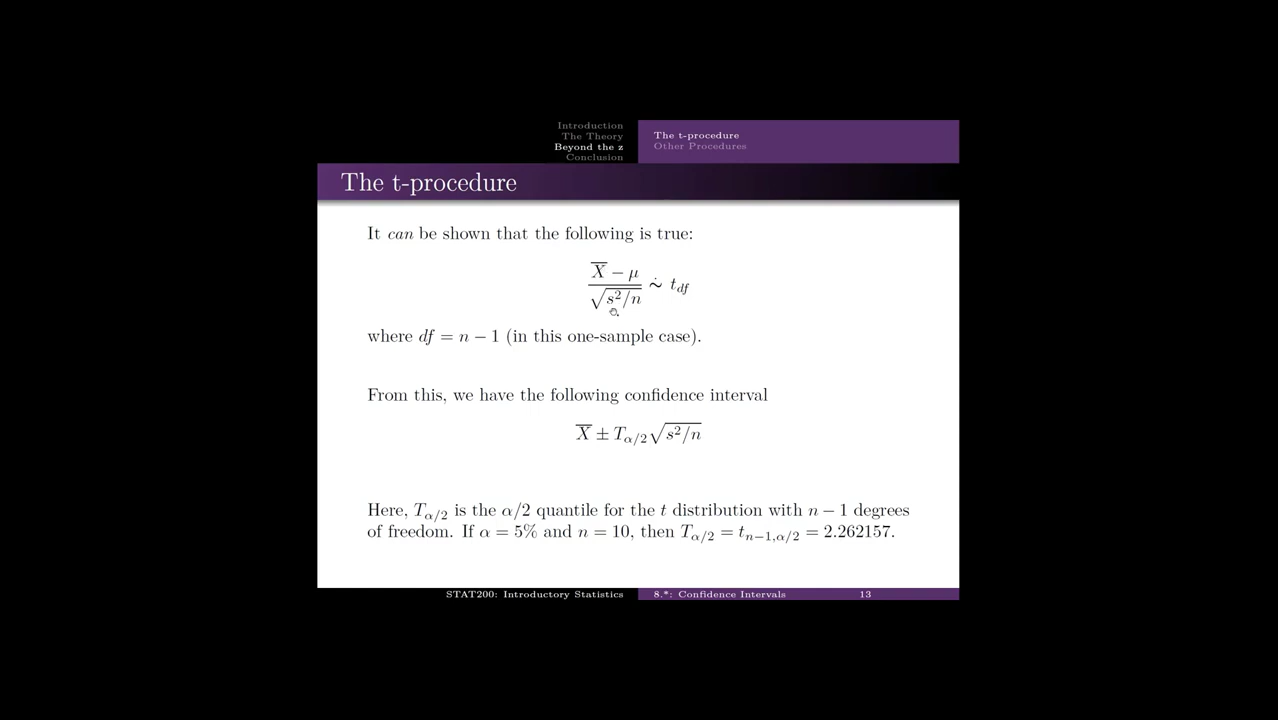 Introduction
The Theory
Beyond the z
Conclusion
The t-procedure
Other Procedures
The t-procedure
It can be shown that the following is true:
X̅ − μ
√s²/n
∼̇ t_df
where df = n − 1 (in this one-sample case).
From this, we have the following confidence interval
X̅ ± T_α/2 √s²/n
Here, T_α/2 is the α/2 quantile for the t distribution with n − 1 degrees
of freedom. If α = 5% and n = 10, then T_α/2 = t_n−1,α/2 = 2.262157.
STAT200: Introductory Statistics
8.*: Confidence Intervals
13